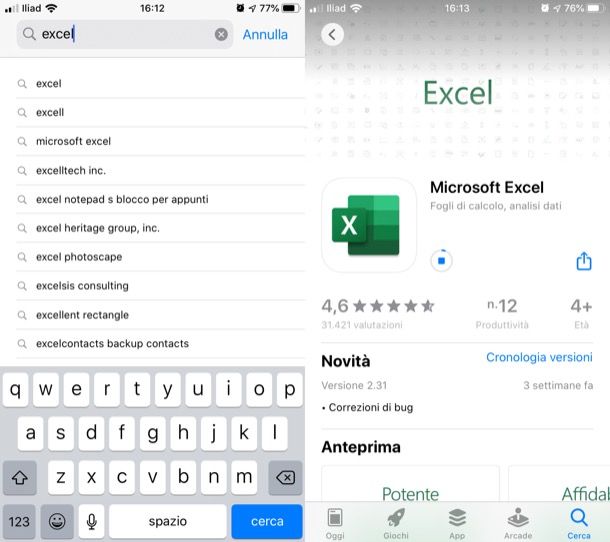 Iliad 16:12 77%
excel Annulla
excel
excell
microsoft excel
excelltech inc.
excel notepad s blocco per appunti
excel heritage group, inc.
excel photoscape
excelsis consulting
excellent rectangle
excelcontacts backup contacts
q w e r t y u i o p
a s d f g h j k l
z x c v b n m
123 spazio cerca
Iliad 16:13 76%
Excel
X
Microsoft Excel
Fogli di calcolo, analisi dati
4,6 n.12 4+
31.421 valutazioni Produttività Età
Novità Cronologia versioni
Versione 2.31 3 settimane fa
• Correzioni di bug
Anteprima
Potente Affidal
Oggi Giochi App Arcade Cerca